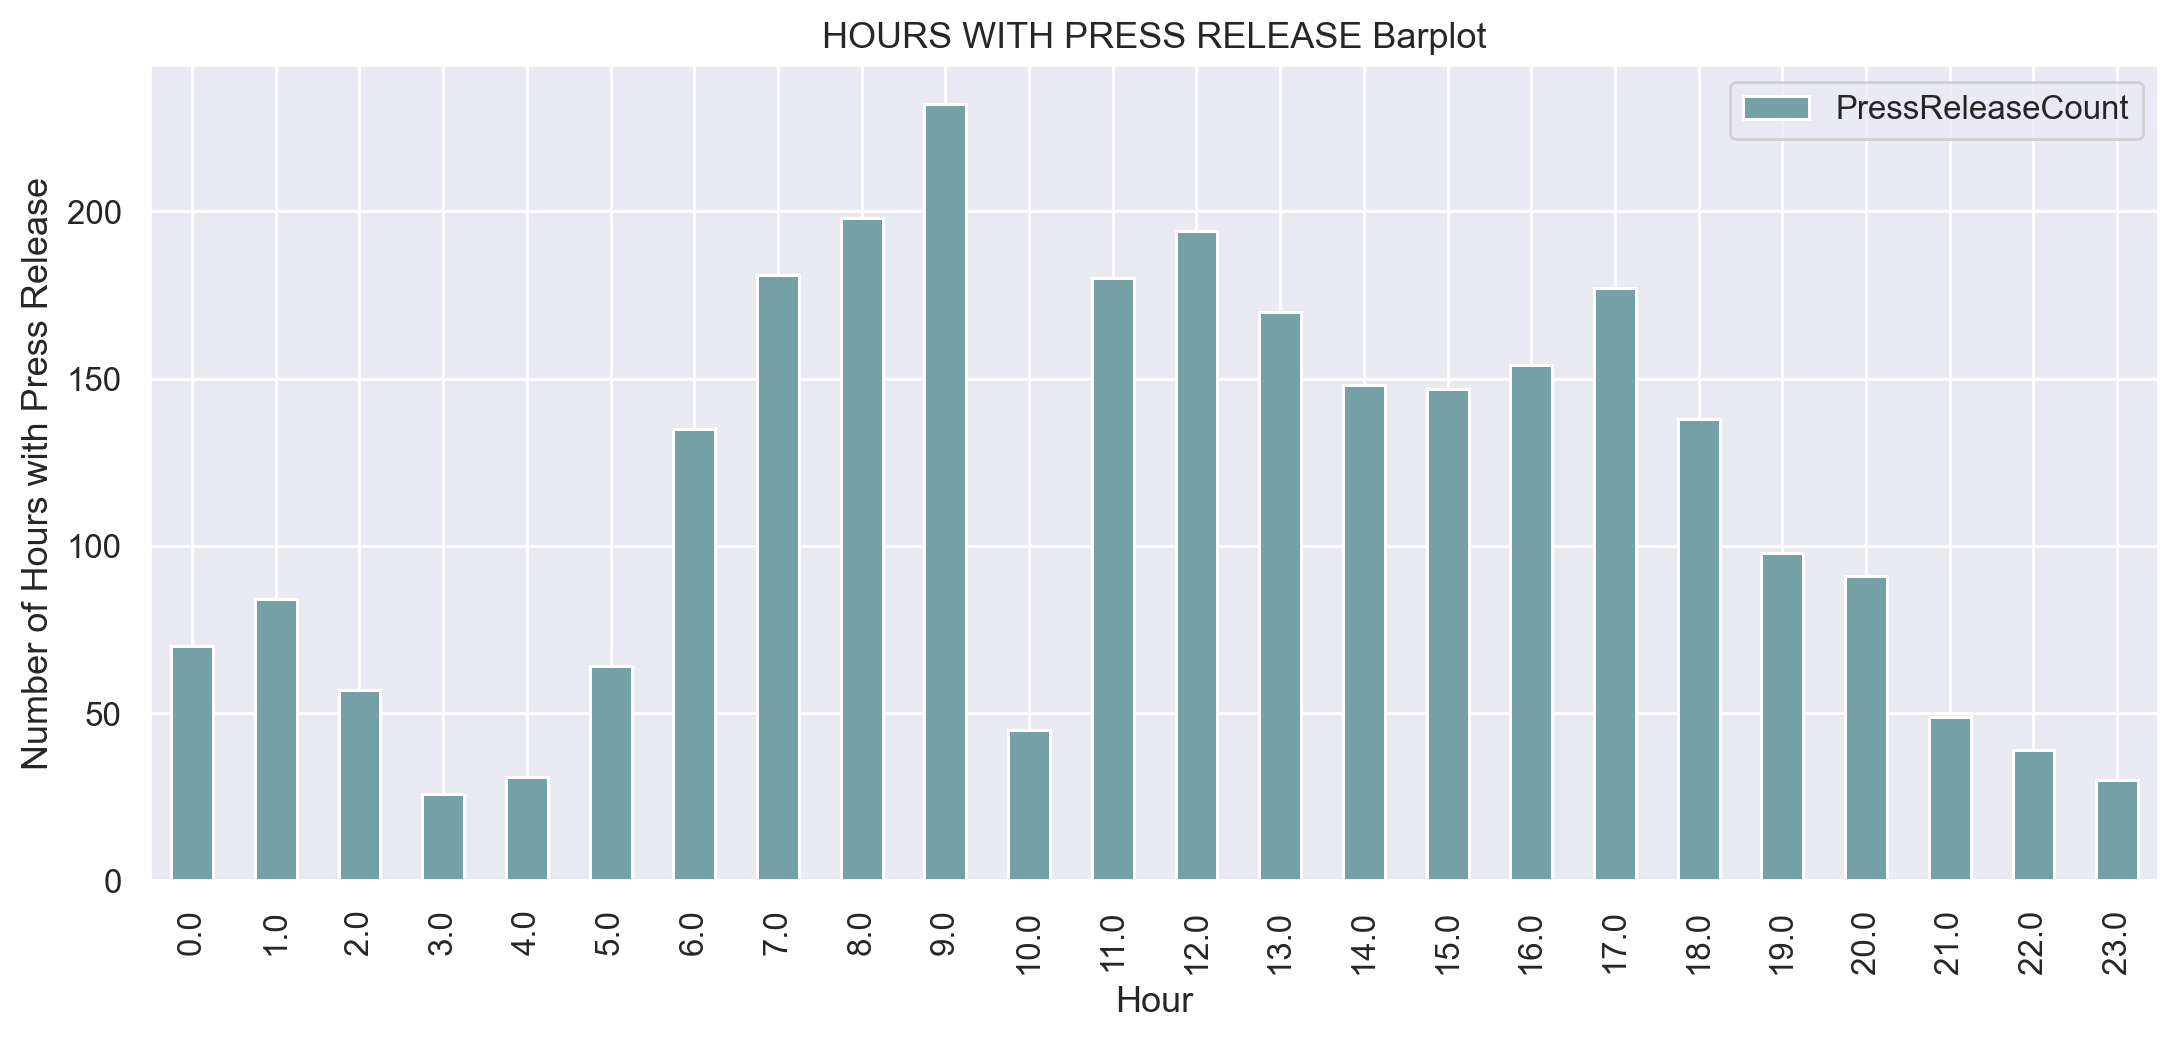 HOURS WITH PRESS RELEASE Barplot
PressReleaseCount
Number of Hours with Press Release
200
150
100
50
0
0.0 1.0 2.0 3.0 4.0 5.0 6.0 7.0 8.0 9.0 10.0 11.0 12.0 13.0 14.0 15.0 16.0 17.0 18.0 19.0 20.0 21.0 22.0 23.0
Hour